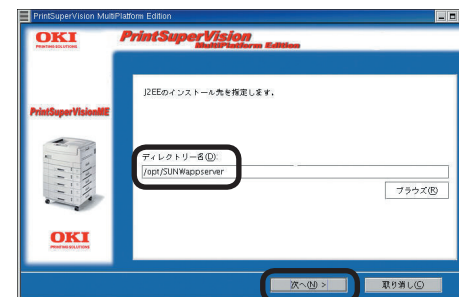 PrintSuperVision MultiPlatform Edition
OKI
PRINTING SOLUTIONS
PrintSuperVision
MultiPlatform Edition
J2EEのインストール先を指定します。
PrintSuperVisionME
ディレクトリー名(D):
/opt/SUNWappserver
ブラウズ(R)
OKI
PRINTING SOLUTIONS
次へ(N) >
取り消し(C)